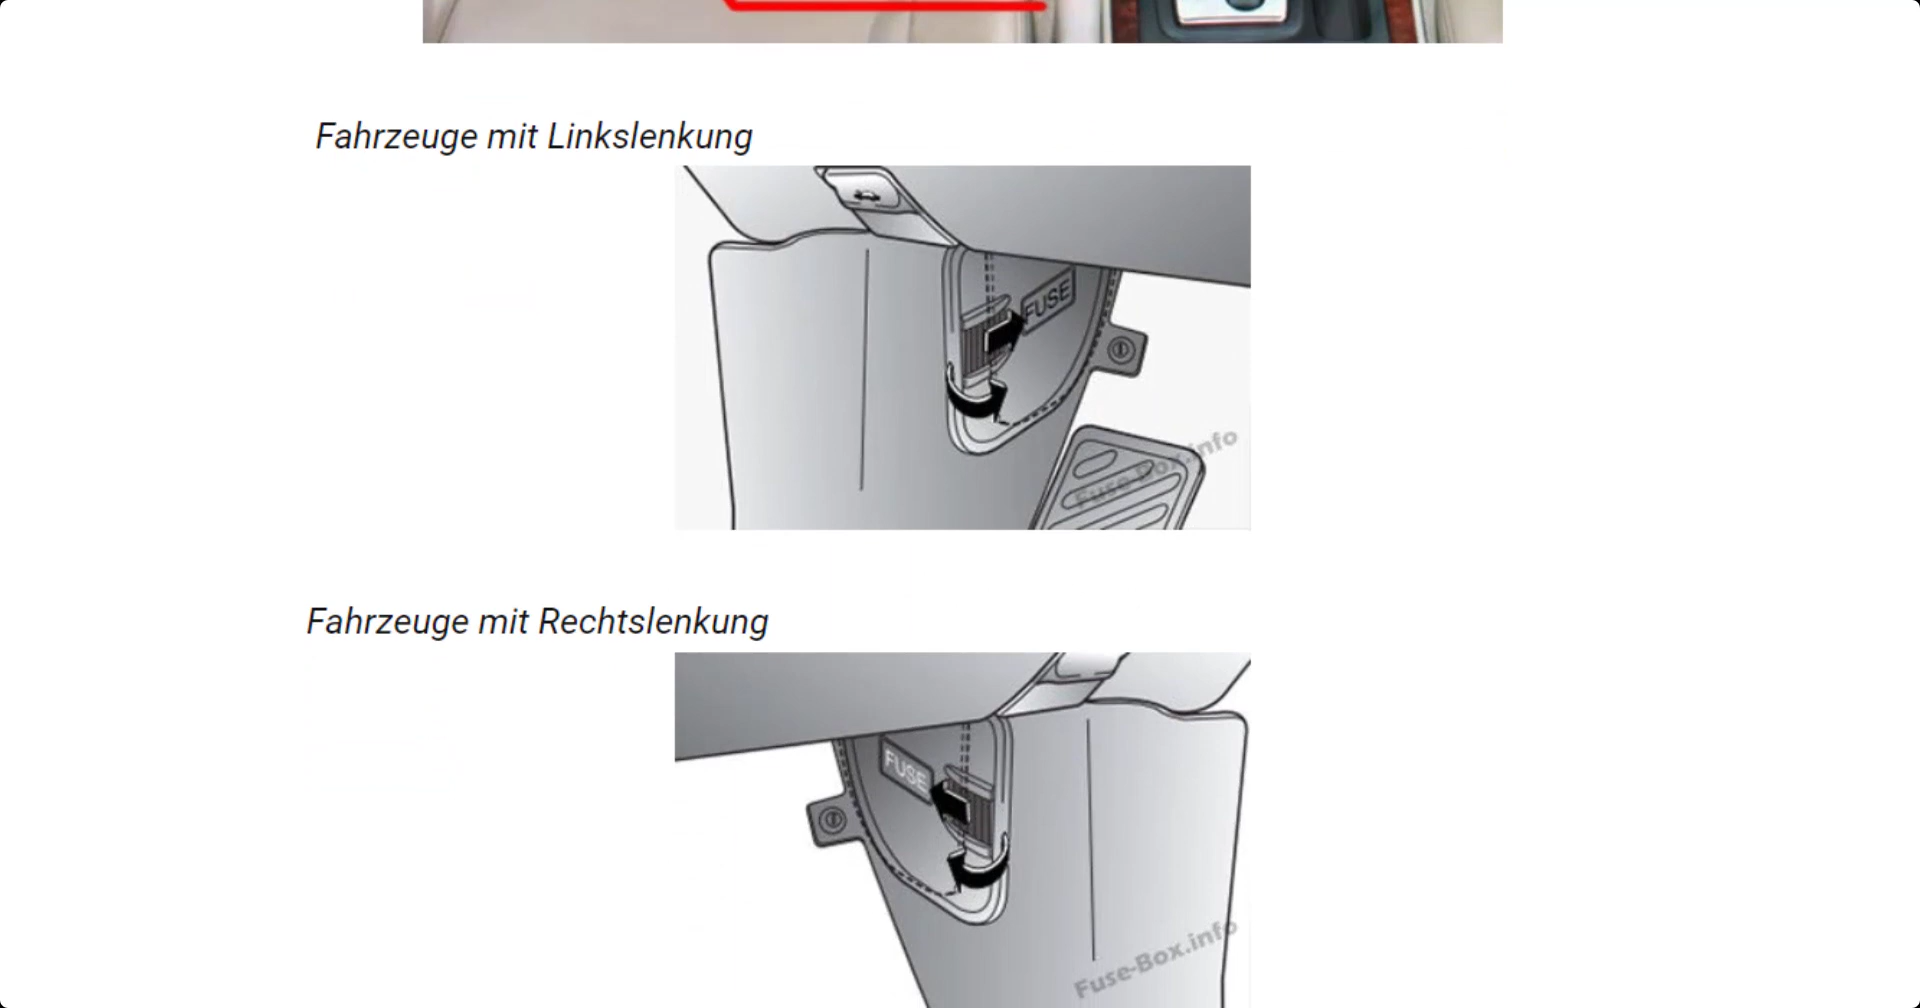 Fahrzeuge mit Linkslenkung
FUSE
Fuse-Box.info
Fahrzeuge mit Rechtslenkung
FUSE
Fuse-Box.info